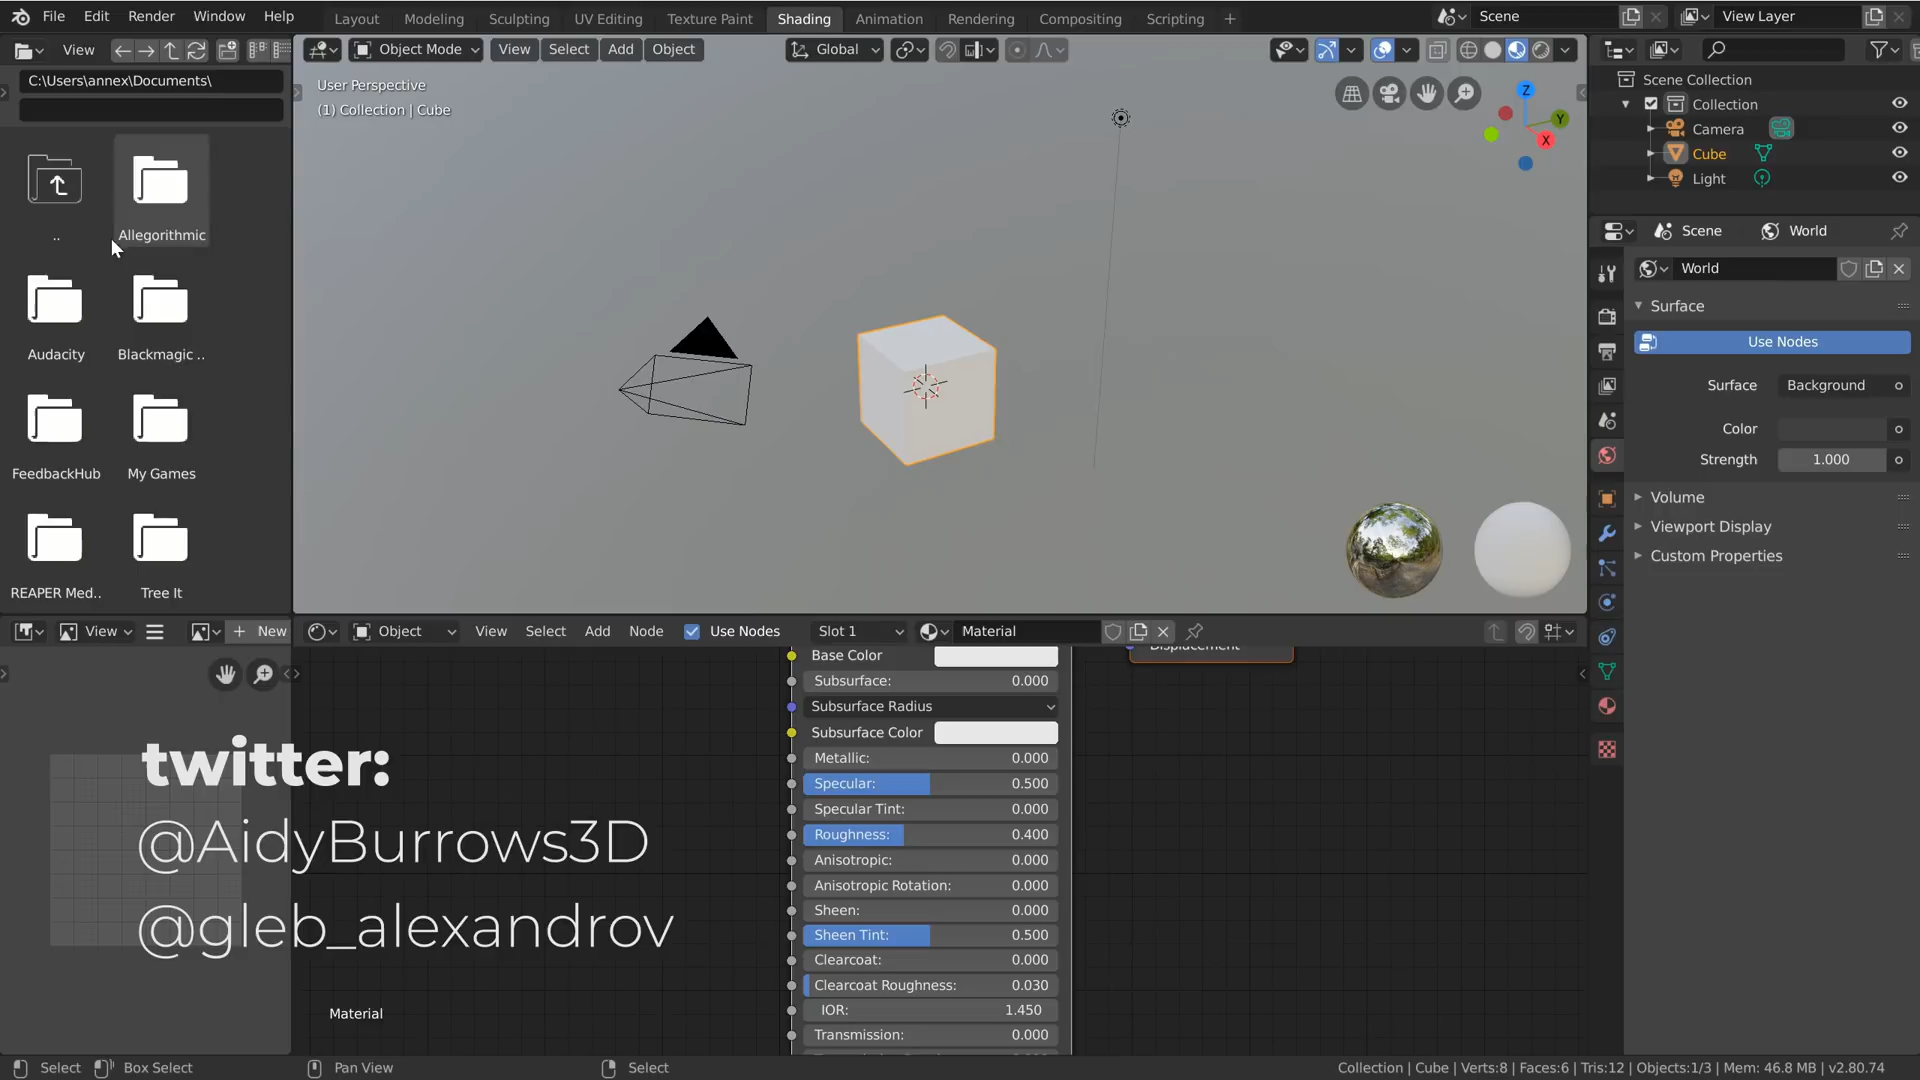 File Edit Render Window Help
Layout Modeling Sculpting UV Editing Texture Paint Shading Animation Rendering Compositing Scripting +
Scene
View Layer
View
C:\Users\annex\Documents\
..
Allegorithmic
Audacity
Blackmagic ..
FeedbackHub
My Games
REAPER Med..
Tree It
Object Mode View Select Add Object Global
User Perspective
(1) Collection | Cube
Z
Y
X
Scene Collection
Collection
Camera
Cube
Light
Scene World
World
Surface
Use Nodes
Surface Background
Color
Strength 1.000
Volume
Viewport Display
Custom Properties
View + New
Object View Select Add Node Use Nodes Slot 1 Material
Displacement
Base Color
Subsurface: 0.000
Subsurface Radius
Subsurface Color
Metallic: 0.000
Specular: 0.500
Specular Tint: 0.000
Roughness: 0.400
Anisotropic: 0.000
Anisotropic Rotation: 0.000
Sheen: 0.000
Sheen Tint: 0.500
Clearcoat: 0.000
Clearcoat Roughness: 0.030
IOR: 1.450
Transmission: 0.000
twitter:
@AidyBurrows3D
@gleb_alexandrov
Material
Select Box Select Pan View Select
Collection | Cube | Verts:8 | Faces:6 | Tris:12 | Objects:1/3 | Mem: 46.8 MB | v2.80.74